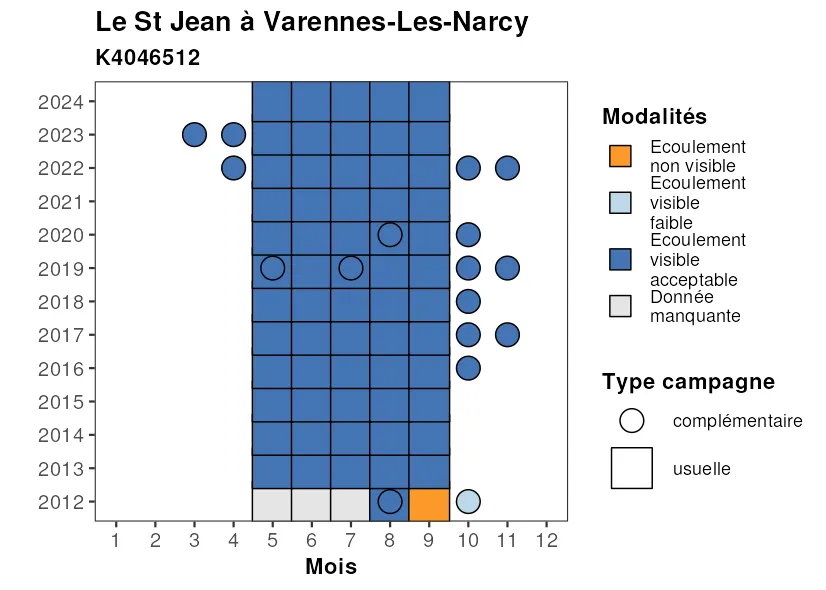 Le St Jean à Varennes-Les-Narcy
K4046512
2024
2023
2022
2021
2020
2019
2018
2017
2016
2015
2014
2013
2012
1 2 3 4 5 6 7 8 9 10 11 12
Mois
Modalités
Ecoulement
non visible
Ecoulement
visible
faible
Ecoulement
visible
acceptable
Donnée
manquante
Type campagne
complémentaire
usuelle